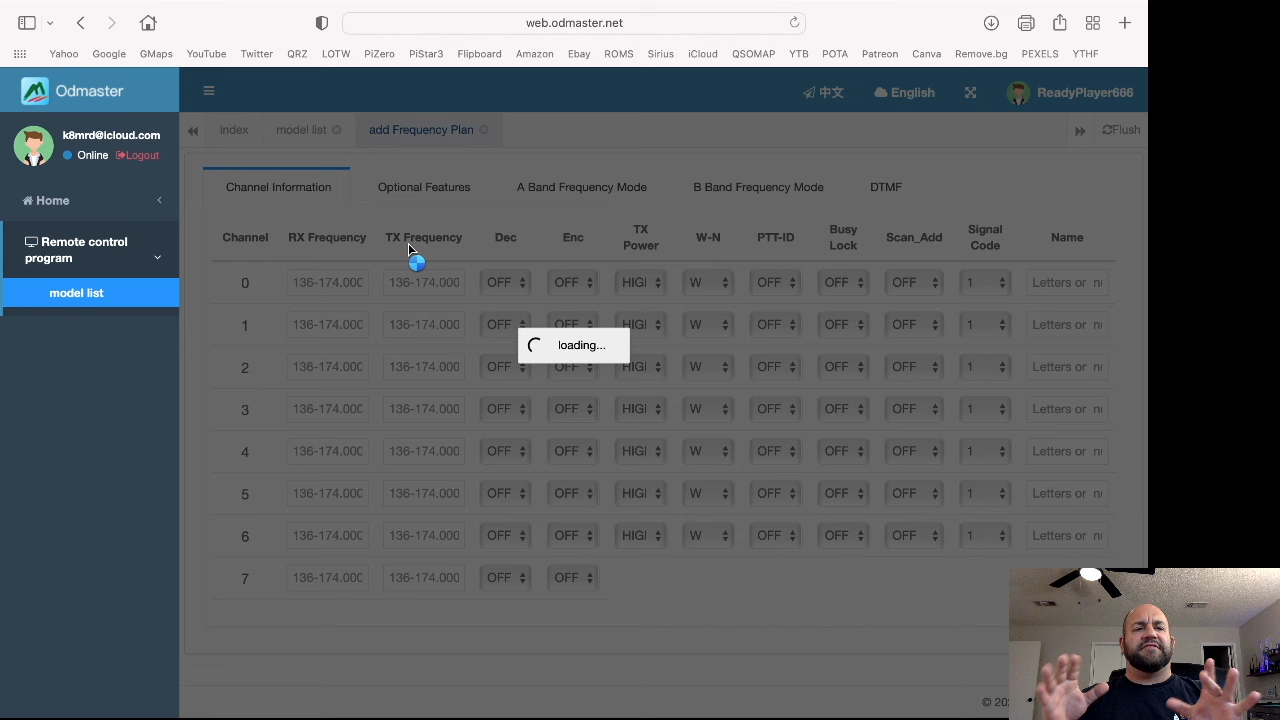 web.odmaster.net
Yahoo Google GMaps YouTube Twitter QRZ LOTW PiZero PiStar3 Flipboard Amazon Ebay ROMS Sirius iCloud QSOMAP YTB POTA Patreon Canva Remove.bg PEXELS YTHF
Odmaster
中文 English ReadyPlayer666
k8mrd@icloud.com
Online Logout
Home
Remote control program
model list
Index model list add Frequency Plan Flush
Channel Information Optional Features A Band Frequency Mode B Band Frequency Mode DTMF
Channel RX Frequency TX Frequency Dec Enc TX Power W-N PTT-ID Busy Lock Scan_Add Signal Code Name
0 136-174.000 136-174.000 OFF OFF HIGI W OFF OFF OFF 1 Letters or
1 136-174.000 136-174.000 OFF OFF HIGI W OFF OFF OFF 1 Letters or
loading...
2 136-174.000 136-174.000 OFF OFF HIGI W OFF OFF OFF 1 Letters or
3 136-174.000 136-174.000 OFF OFF HIGI W OFF OFF OFF 1 Letters or
4 136-174.000 136-174.000 OFF OFF HIGI W OFF OFF OFF 1 Letters or
5 136-174.000 136-174.000 OFF OFF HIGI W OFF OFF OFF 1 Letters or
6 136-174.000 136-174.000 OFF OFF HIGI W OFF OFF OFF 1 Letters or
7 136-174.000 136-174.000 OFF OFF
©